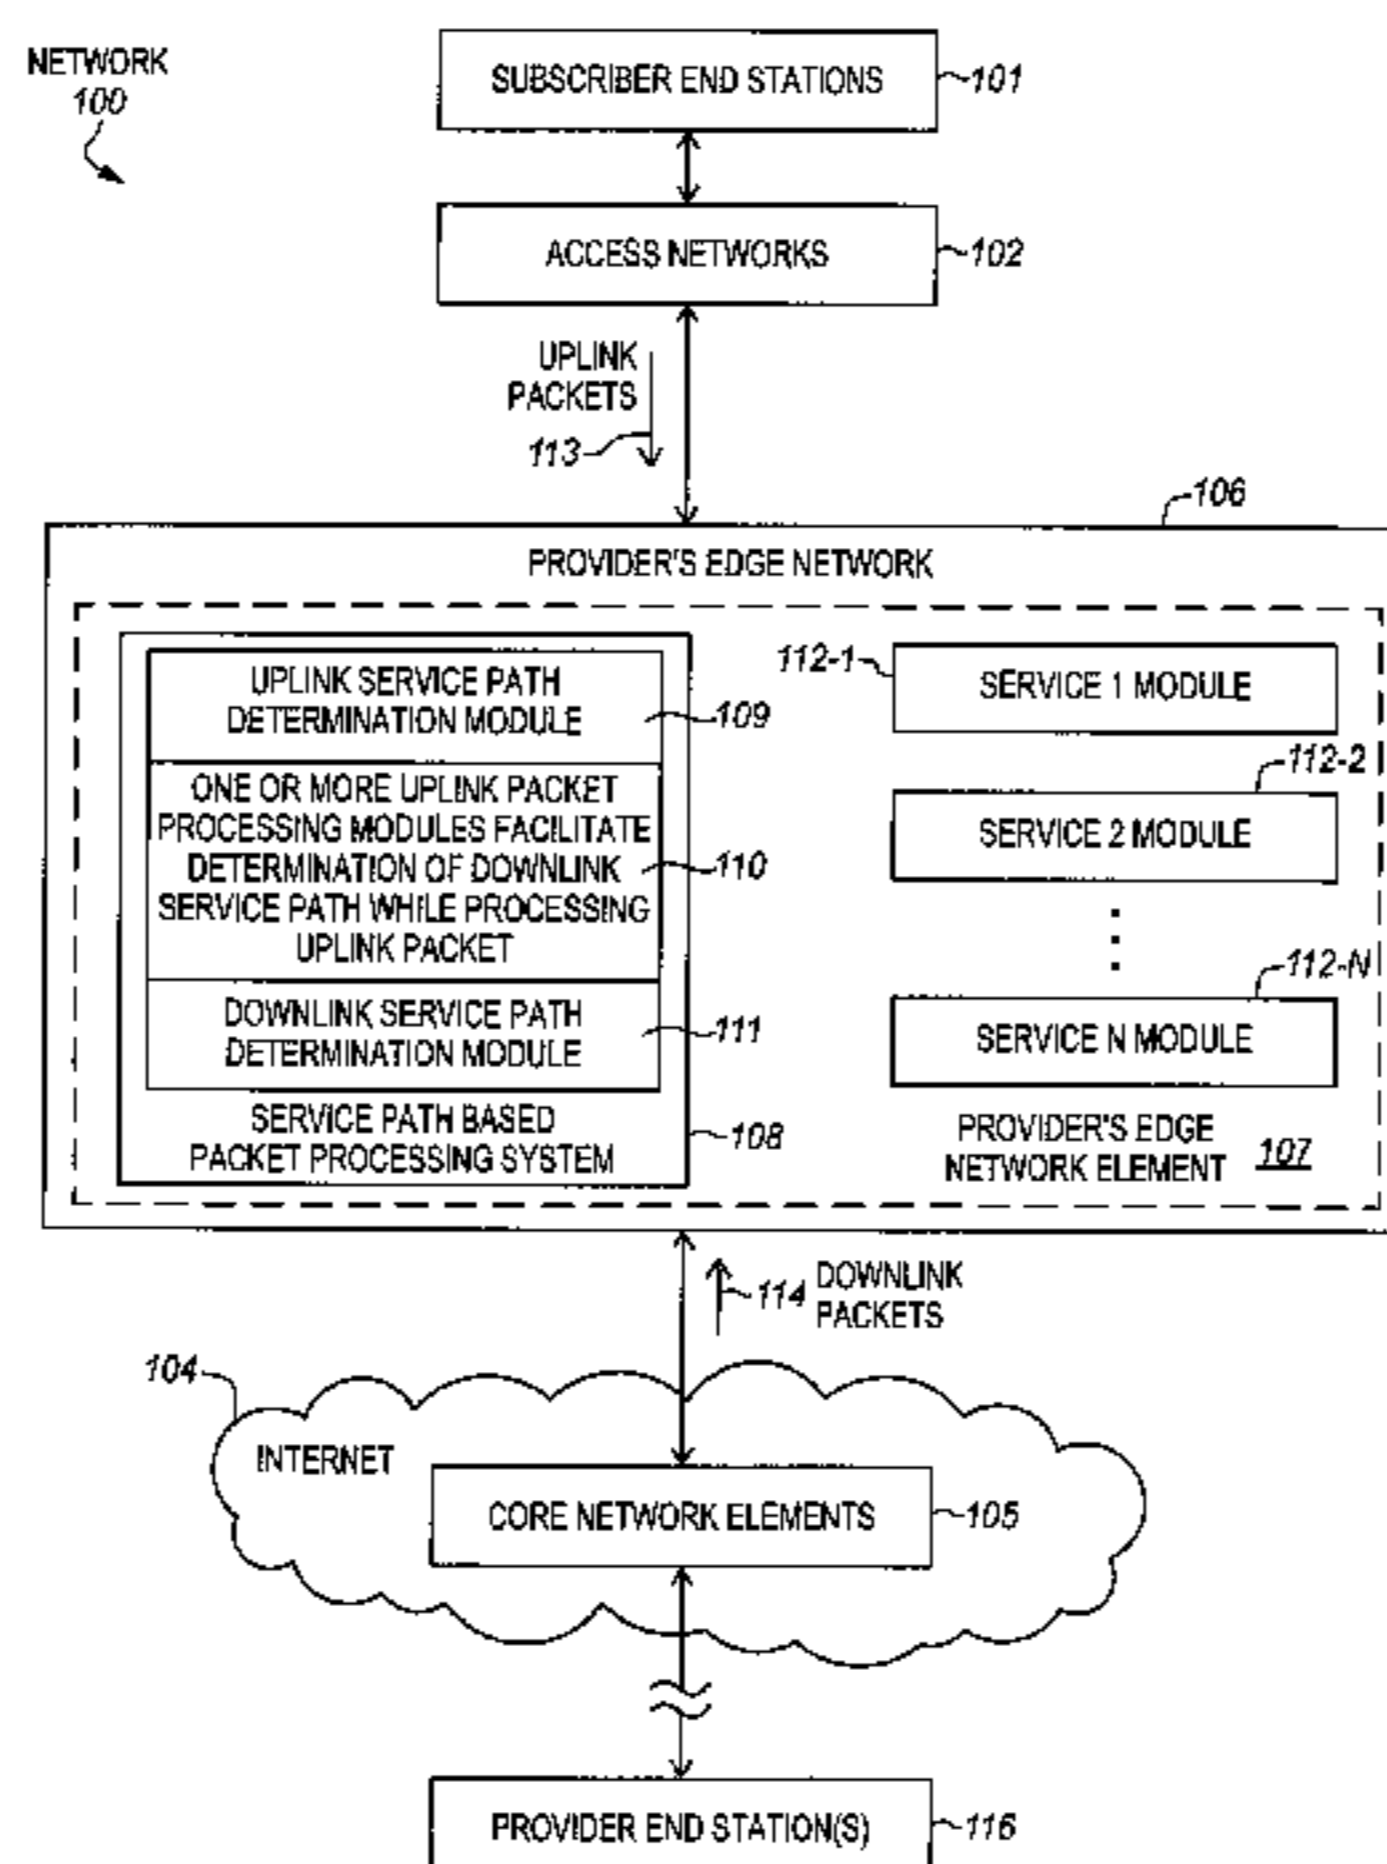 NETWORK
100
SUBSCRIBER END STATIONS
101
ACCESS NETWORKS
102
UPLINK
PACKETS
113
106
PROVIDER'S EDGE NETWORK
UPLINK SERVICE PATH
DETERMINATION MODULE
109
ONE OR MORE UPLINK PACKET
PROCESSING MODULES FACILITATE
DETERMINATION OF DOWNLINK
SERVICE PATH WHILE PROCESSING
UPLINK PACKET
110
DOWNLINK SERVICE PATH
DETERMINATION MODULE
111
SERVICE PATH BASED
PACKET PROCESSING SYSTEM
108
112-1
SERVICE 1 MODULE
112-2
SERVICE 2 MODULE
112-N
SERVICE N MODULE
PROVIDER'S EDGE
NETWORK ELEMENT 107
114
DOWNLINK
PACKETS
104
INTERNET
CORE NETWORK ELEMENTS
105
PROVIDER END STATION(S)
116